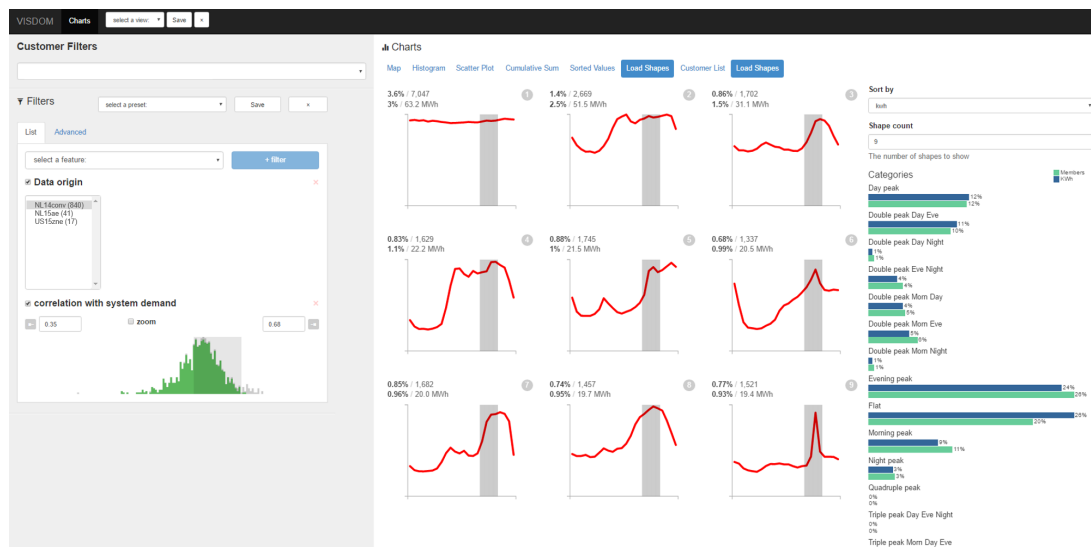 VISDOM Charts select a view: Save ×
Customer Filters
Filters select a preset: Save ×
List Advanced
select a feature: + filter
Data origin ×
NL14conv (840)
NL15ae (41)
US15zne (17)
correlation with system demand ×
0.35 zoom 0.68
Charts
Map Histogram Scatter Plot Cumulative Sum Sorted Values Load Shapes Customer List Load Shapes
3.6% / 7,047 1
3% / 63.2 MWh
1.4% / 2,669 2
2.5% / 51.5 MWh
0.86% / 1,702 3
1.5% / 31.1 MWh
0.83% / 1,629 4
1.1% / 22.2 MWh
0.88% / 1,745 5
1% / 21.5 MWh
0.68% / 1,337 6
0.99% / 20.5 MWh
0.85% / 1,682 7
0.96% / 20.0 MWh
0.74% / 1,457 8
0.95% / 19.7 MWh
0.77% / 1,521 9
0.93% / 19.4 MWh
Sort by
kwh
Shape count
9
The number of shapes to show
Categories
Members
KWh
Day peak
12%
12%
Double peak Day Eve
11%
10%
Double peak Day Night
1%
1%
Double peak Eve Night
4%
4%
Double peak Morn Day
4%
Double peak Morn Eve
5%
Double peak Morn Night
1%
1%
Evening peak
24%
26%
Flat
20%
Morning peak
9%
11%
Night peak
3%
3%
Quadruple peak
0%
0%
Triple peak Day Eve Night
0%
0%
Triple peak Morn Day Eve